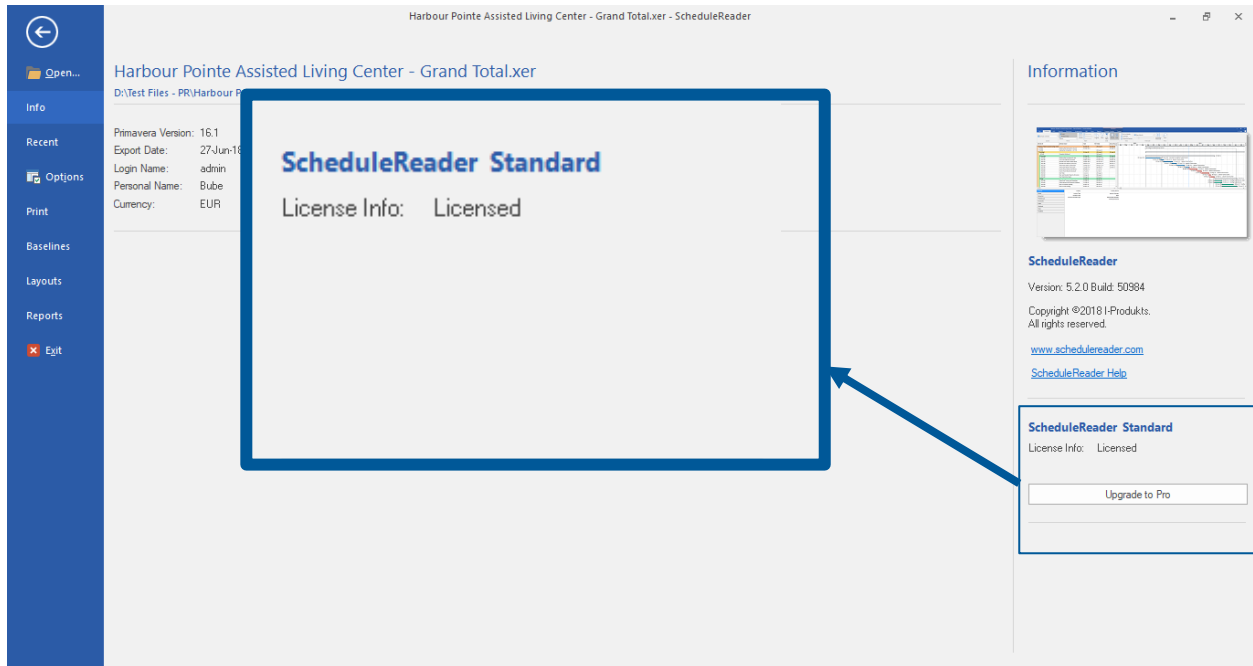 Harbour Pointe Assisted Living Center - Grand Total.xer - ScheduleReader
Open...
Info
Recent
Options
Print
Baselines
Layouts
Reports
Exit
Harbour Pointe Assisted Living Center - Grand Total.xer
D:\Test Files - PR\Harbour P
Primavera Version: 16.1
Export Date: 27-Jun-18
Login Name: admin
Personal Name: Bube
Currency: EUR
ScheduleReader Standard
License Info: Licensed
Information
ScheduleReader
Version: 5.2.0 Build: 50984
Copyright ©2018 I-Produkts.
All rights reserved.
www.schedulereader.com
ScheduleReader Help
ScheduleReader Standard
License Info: Licensed
Upgrade to Pro